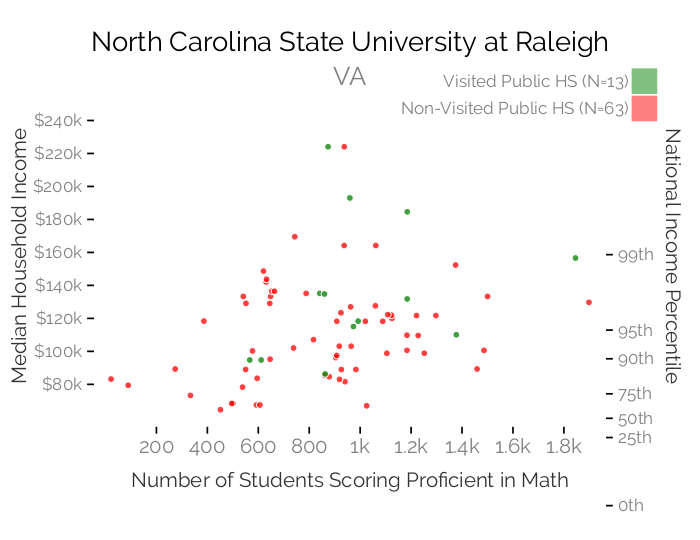 North Carolina State University at Raleigh
VA
Visited Public HS (N=13)
Non-Visited Public HS (N=63)
Median Household Income
$240k
$220k
$200k
$180k
$160k
$140k
$120k
$100k
$80k
National Income Percentile
99th
95th
90th
75th
50th
25th
0th
200 400 600 800 1k 1.2k 1.4k 1.6k 1.8k
Number of Students Scoring Proficient in Math